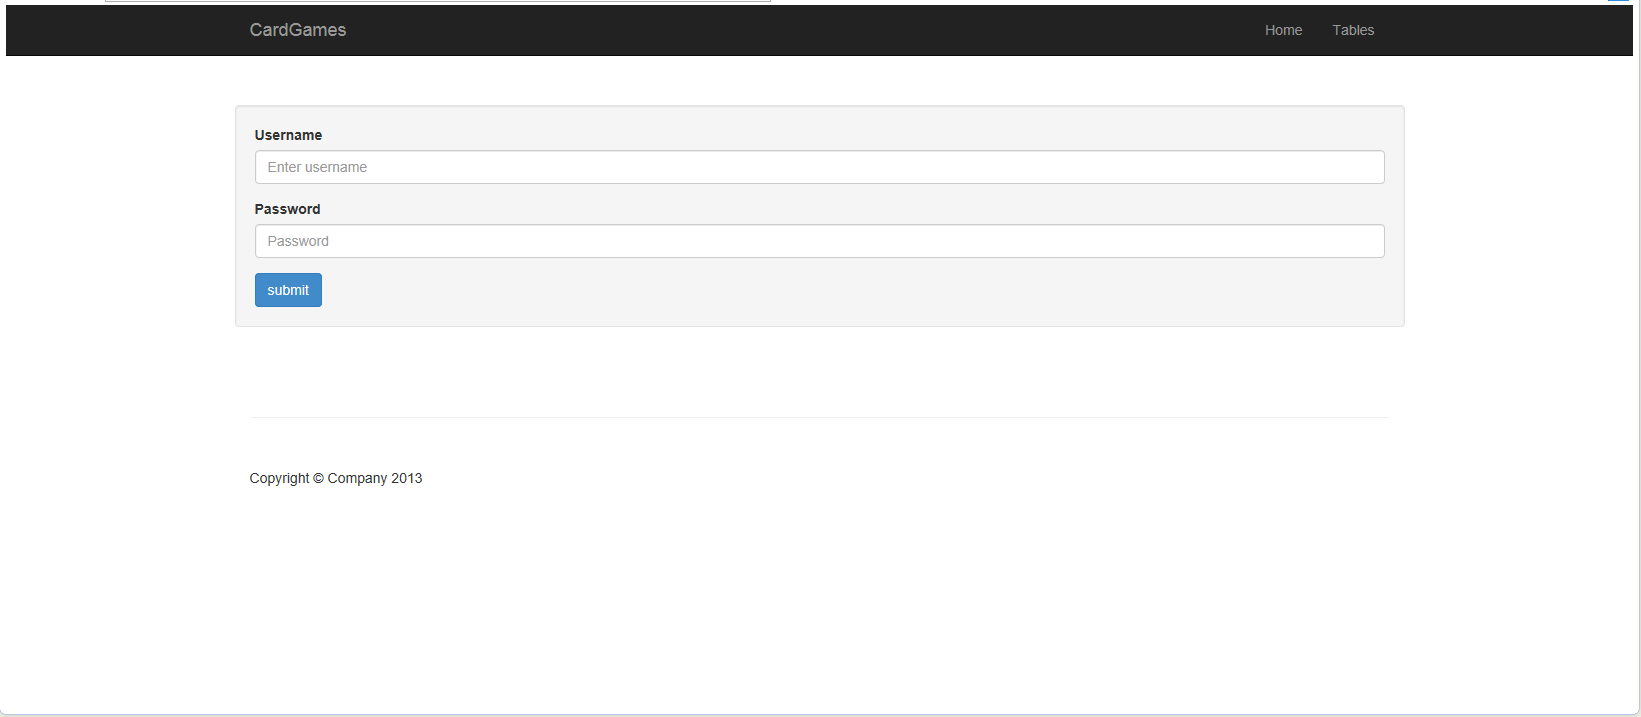 CardGames Home Tables
Username
Enter username
Password
Password
submit
Copyright © Company 2013